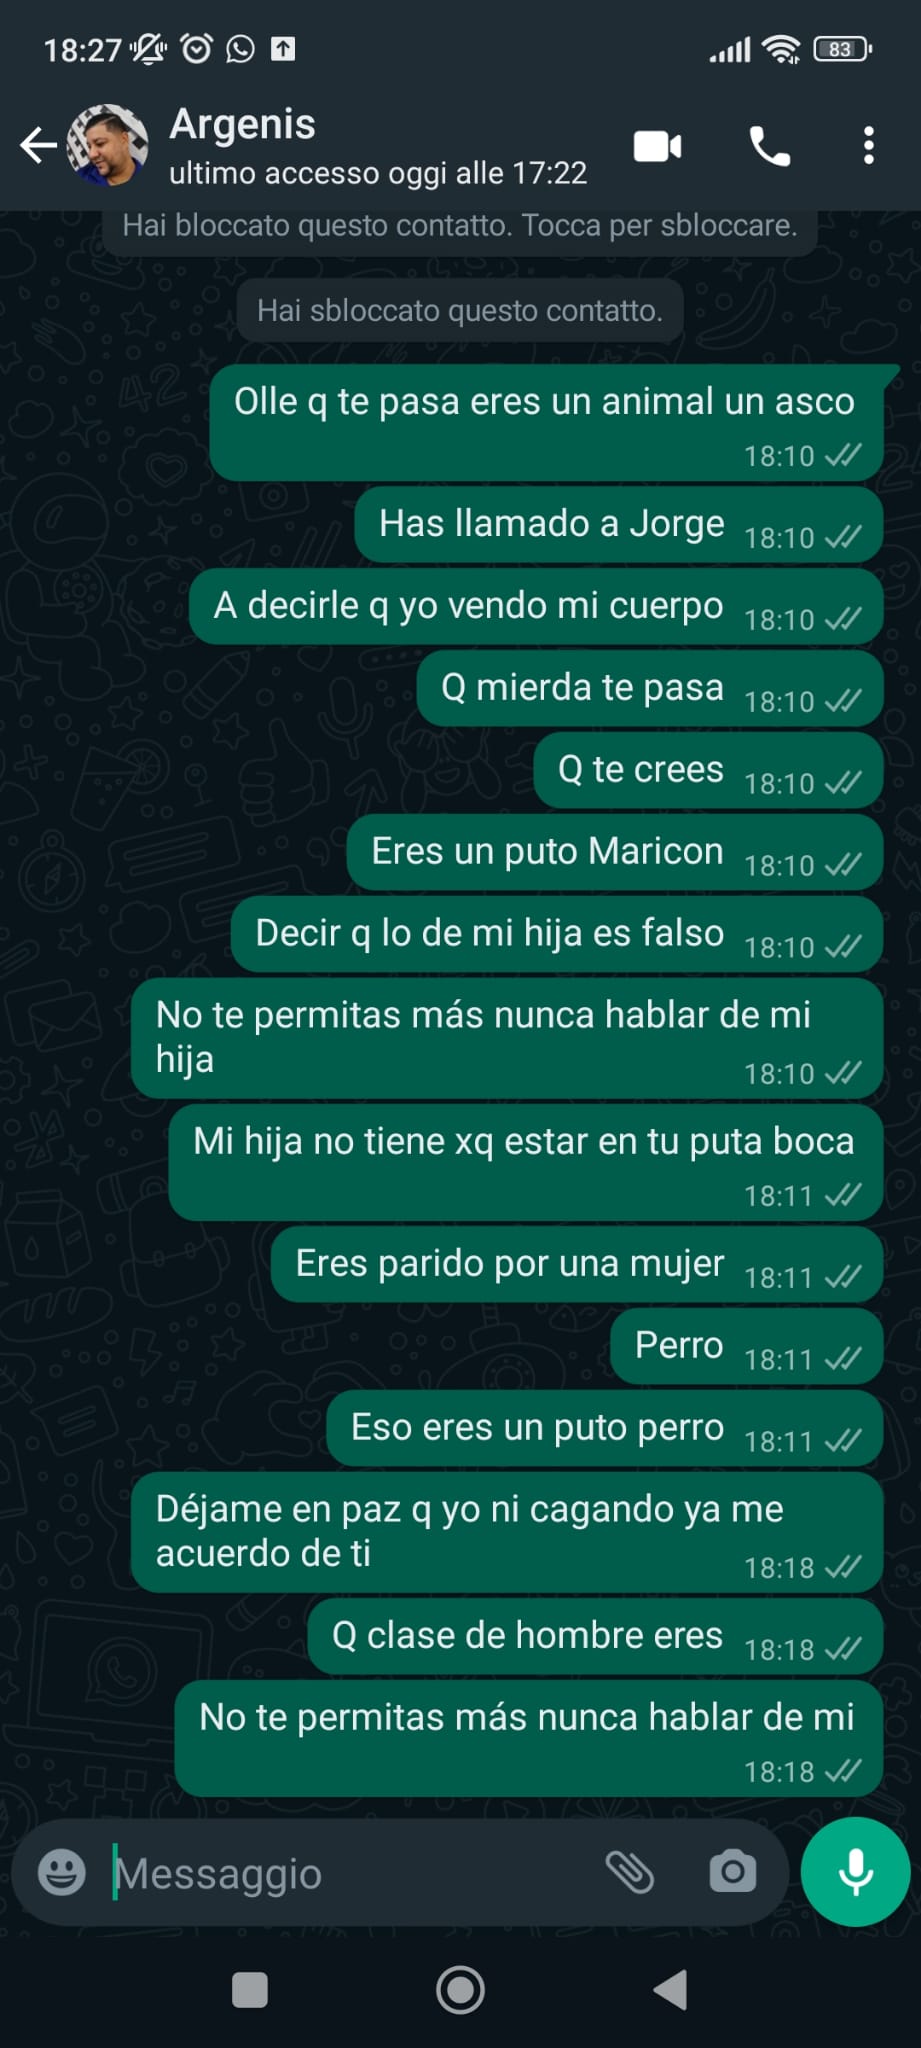 18:27
83
Argenis
ultimo accesso oggi alle 17:22
Hai bloccato questo contatto. Tocca per sbloccare.
Hai sbloccato questo contatto.
Olle q te pasa eres un animal un asco
18:10
Has llamado a Jorge 18:10
A decirle q yo vendo mi cuerpo 18:10
Q mierda te pasa 18:10
Q te crees 18:10
Eres un puto Maricon 18:10
Decir q lo de mi hija es falso 18:10
No te permitas más nunca hablar de mi
hija 18:10
Mi hija no tiene xq estar en tu puta boca
18:11
Eres parido por una mujer 18:11
Perro 18:11
Eso eres un puto perro 18:11
Déjame en paz q yo ni cagando ya me
acuerdo de ti 18:18
Q clase de hombre eres 18:18
No te permitas más nunca hablar de mi
18:18
Messaggio